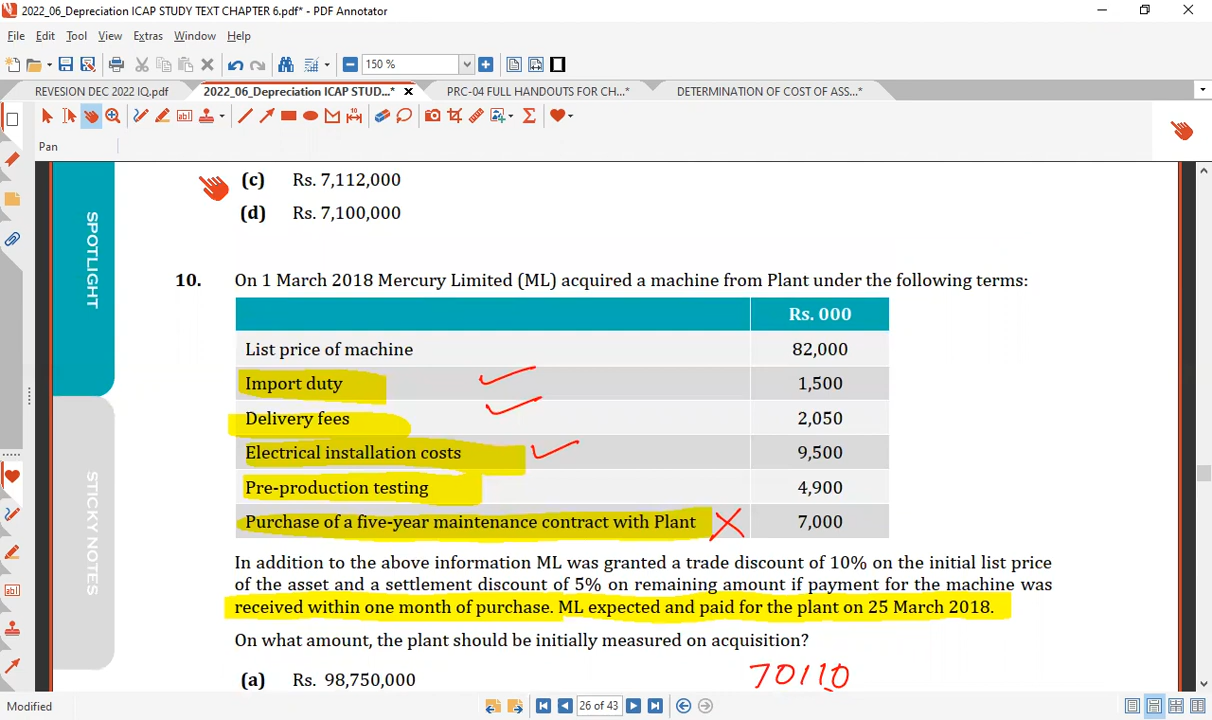 2022_06_Depreciation ICAP STUDY TEXT CHAPTER 6.pdf* - PDF Annotator
File Edit Tool View Extras Window Help
150 %
REVESION DEC 2022 IQ.pdf 2022_06_Depreciation ICAP STUD...* PRC-04 FULL HANDOUTS FOR CH...* DETERMINATION OF COST OF ASS...*
Pan
SPOTLIGHT
STICKY NOTES
(c) Rs. 7,112,000
(d) Rs. 7,100,000
10. On 1 March 2018 Mercury Limited (ML) acquired a machine from Plant under the following terms:
Rs. 000
List price of machine 82,000
Import duty 1,500
Delivery fees 2,050
Electrical installation costs 9,500
Pre-production testing 4,900
Purchase of a five-year maintenance contract with Plant 7,000
In addition to the above information ML was granted a trade discount of 10% on the initial list price
of the asset and a settlement discount of 5% on remaining amount if payment for the machine was
received within one month of purchase. ML expected and paid for the plant on 25 March 2018.
On what amount, the plant should be initially measured on acquisition?
70110
(a) Rs. 98,750,000
Modified 26 of 43